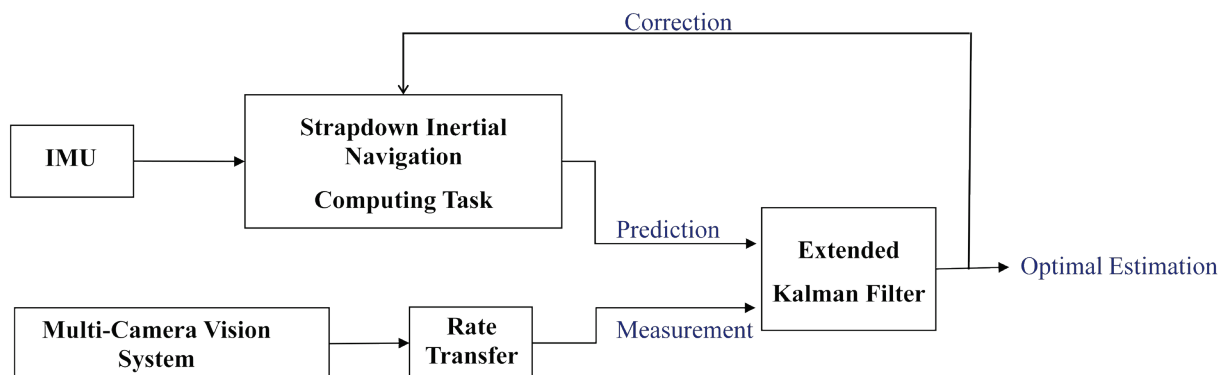 Correction
IMU
Strapdown Inertial
Navigation
Computing Task
Prediction
Extended
Kalman Filter
Optimal Estimation
Multi-Camera Vision
System
Rate
Transfer
Measurement